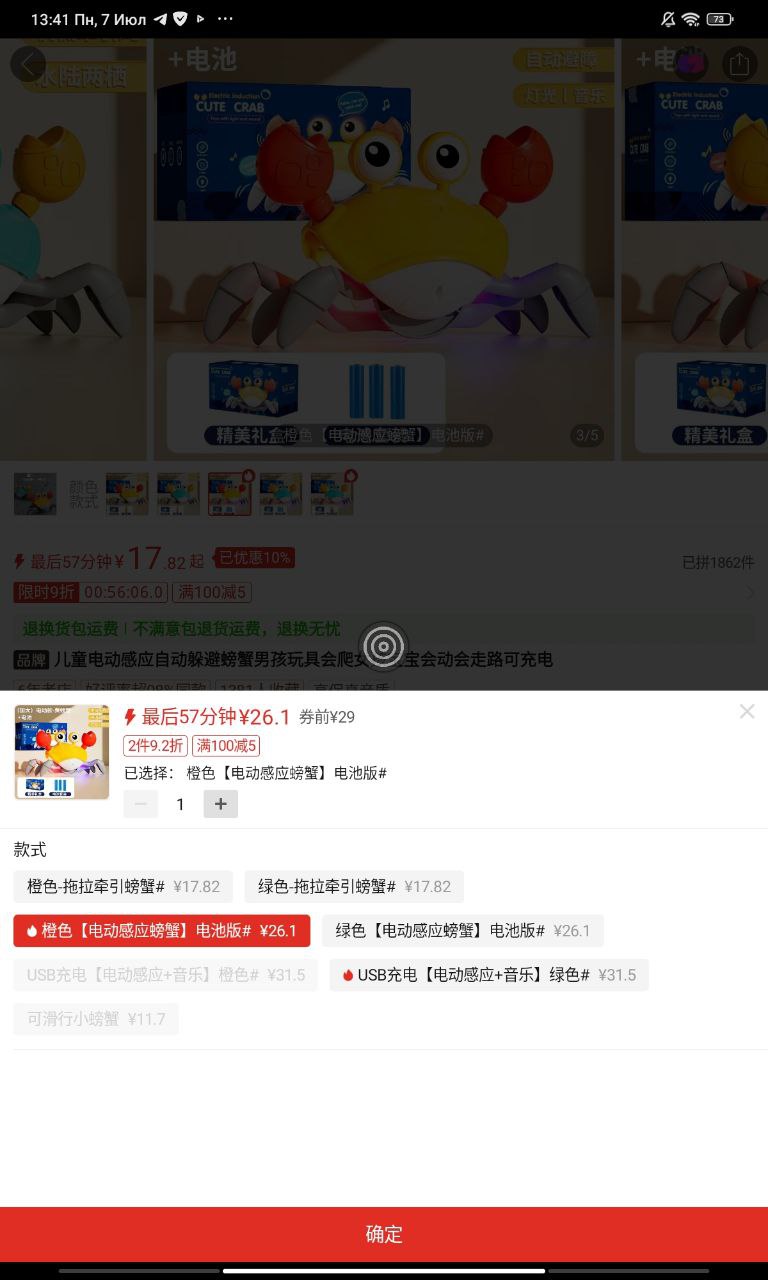 13:41 Пн, 7 Июл
73
水陆两栖
+电池
自动避障
灯光 | 音乐
+电
Electric Induction
CUTE CRAB
CUTE CRAB
精美礼盒
橙色【电动感应螃蟹】电池版#
3/5
精美礼盒
颜色
款式
最后57分钟¥17.82起
已优惠10%
已拼1862件
限时9折 00:56:06.0
满100减5
退换货包运费 | 不满意包退货运费，退换无忧
品牌 儿童电动感应自动躲避螃蟹男孩玩具会爬女 宝会动会走路可充电
最后57分钟¥26.1 券前¥29
2件9.2折 满100减5
已选择： 橙色【电动感应螃蟹】电池版#
1
款式
橙色-拖拉牵引螃蟹# ¥17.82
绿色-拖拉牵引螃蟹# ¥17.82
橙色【电动感应螃蟹】电池版# ¥26.1
绿色【电动感应螃蟹】电池版# ¥26.1
USB充电【电动感应+音乐】橙色# ¥31.5
USB充电【电动感应+音乐】绿色# ¥31.5
可滑行小螃蟹 ¥11.7
确定